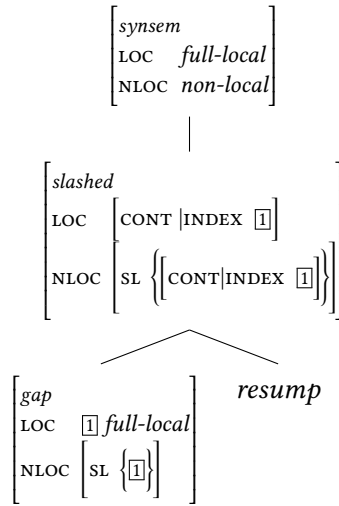 synsem
LOC full-local
NLOC non-local
slashed
LOC [CONT |INDEX 1]
NLOC [SL {[CONT|INDEX 1]}]
gap
resump
LOC 1 full-local
NLOC [SL {1}]